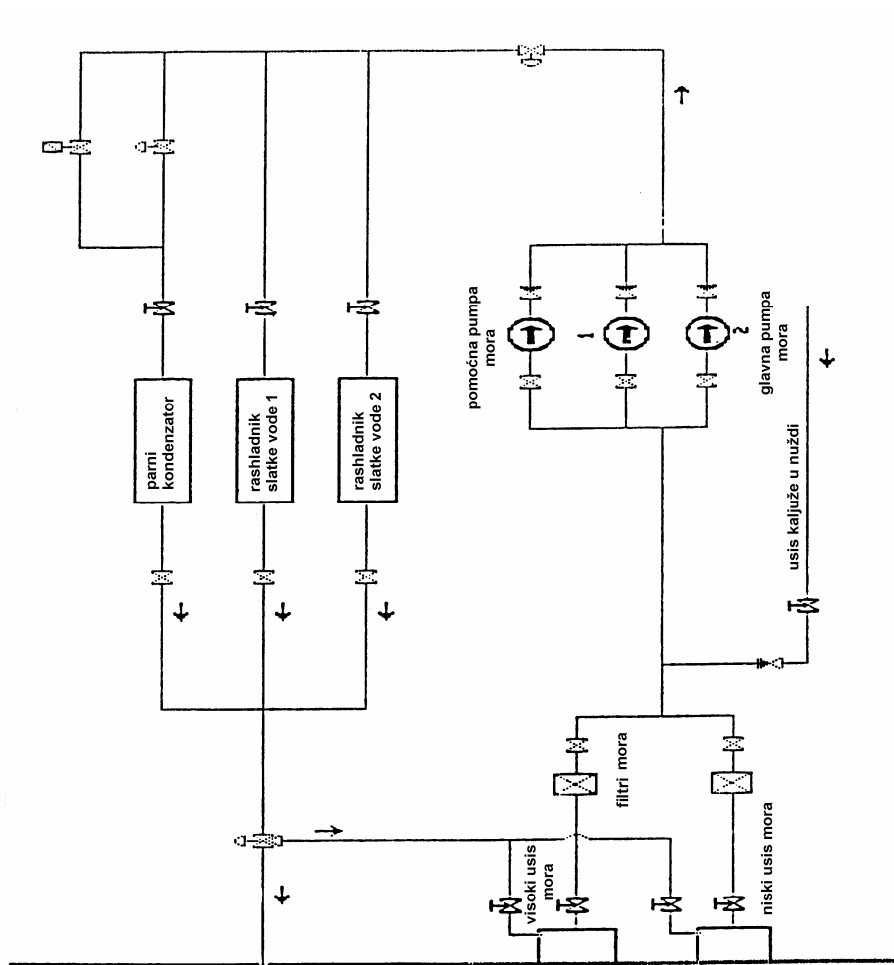 pomoćna pumpa
mora
1
2
glavna pumpa
mora
parni
kondenzator
rashladnik
slatke vode 1
rashladnik
slatke vode 2
usis kaljuže u nuždi
filtri mora
visoki usis
mora
niski usis mora